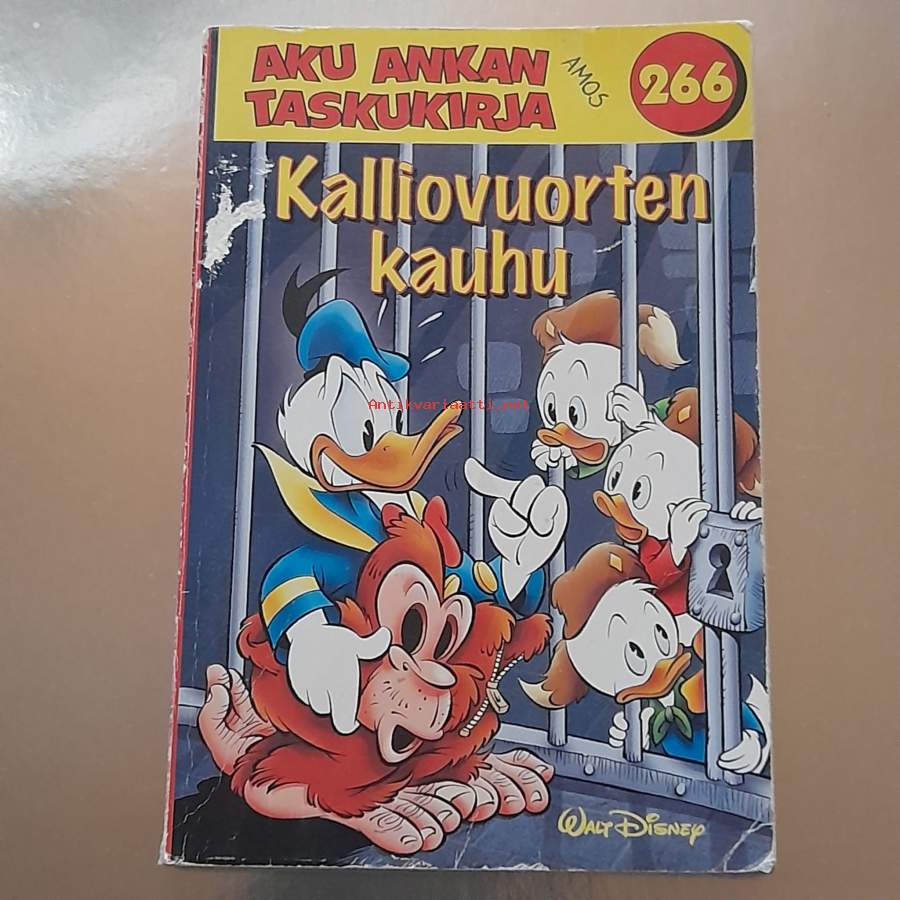 AKU ANKAN
TASKUKIRJA
AMOS
266
Kalliovuorten
kauhu
Antikvariaatti.net
WALT DISNEY